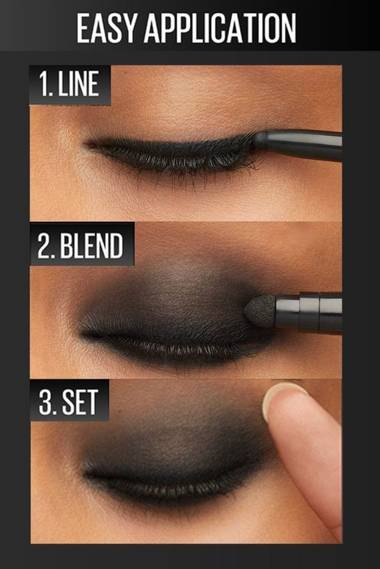 EASY APPLICATION
1. LINE
2. BLEND
3. SET